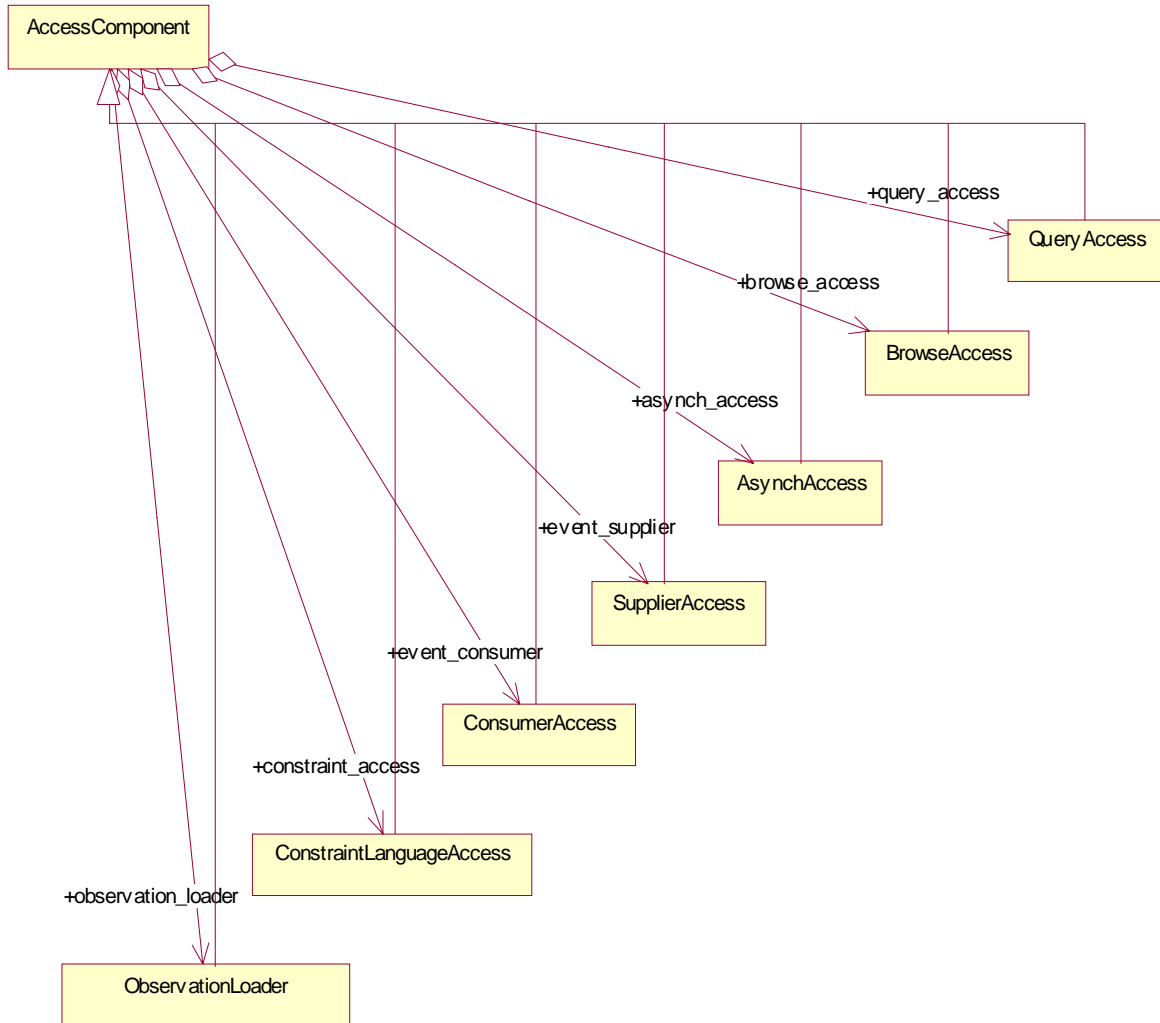 AccessComponent
+query_access
QueryAccess
+browse_access
BrowseAccess
+asynch_access
AsynchAccess
+event_supplier
SupplierAccess
+event_consumer
ConsumerAccess
+constraint_access
ConstraintLanguageAccess
+observation_loader
ObservationLoader